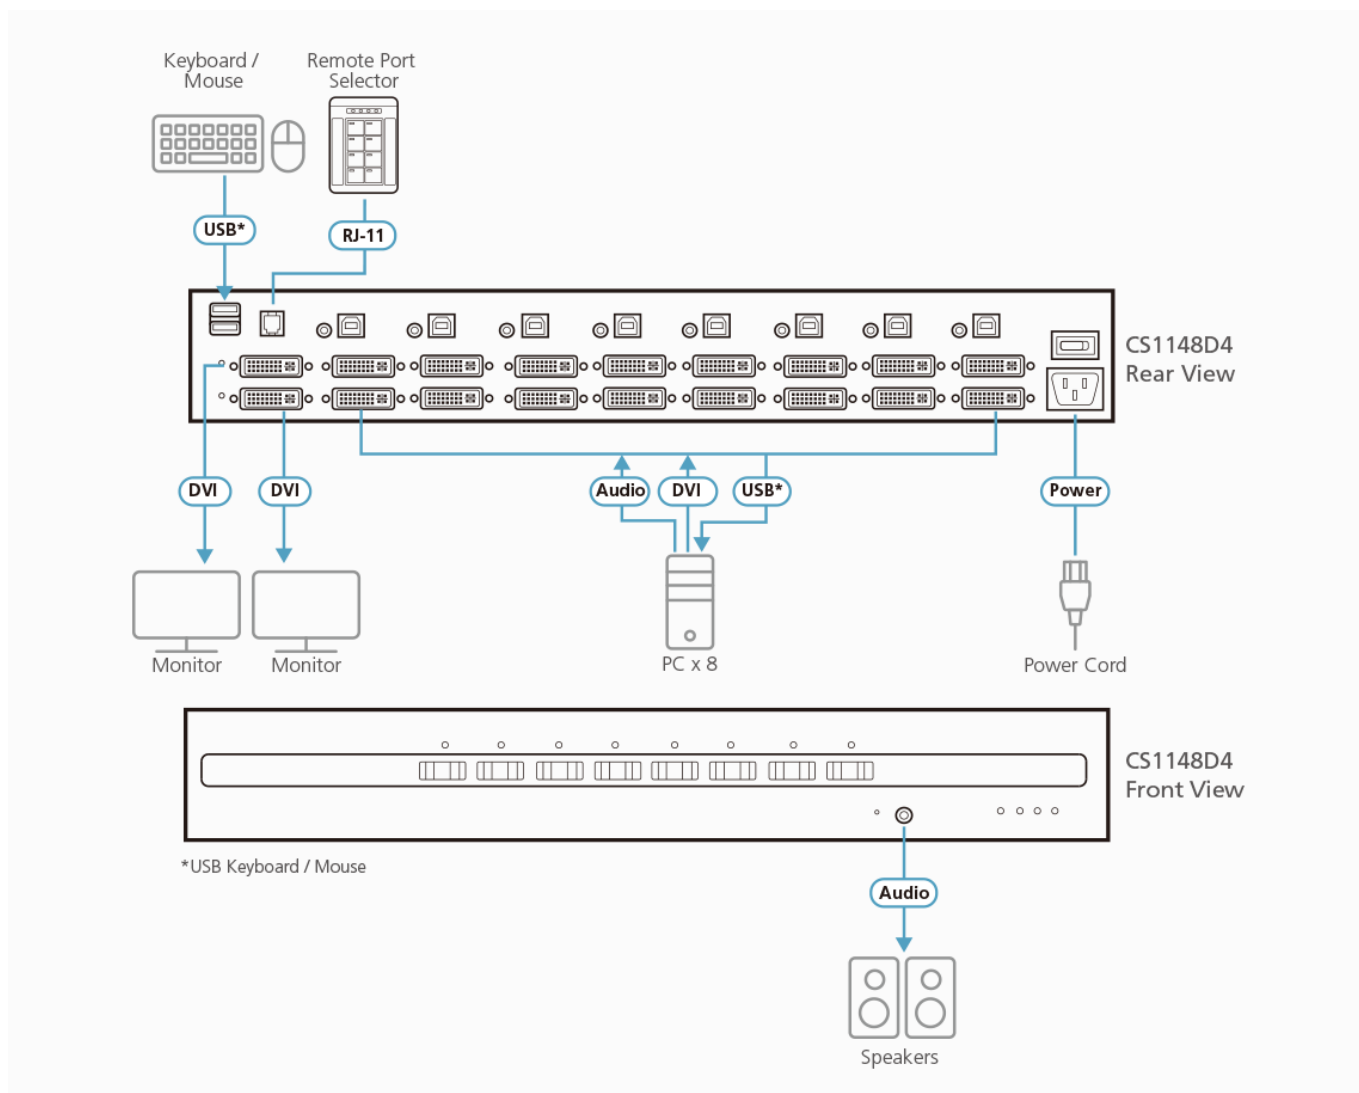 Keyboard /
Mouse
Remote Port
Selector
USB*
RJ-11
CS1148D4
Rear View
DVI
DVI
Audio
DVI
USB*
Power
Monitor
Monitor
PC x 8
Power Cord
CS1148D4
Front View
*USB Keyboard / Mouse
Audio
Speakers